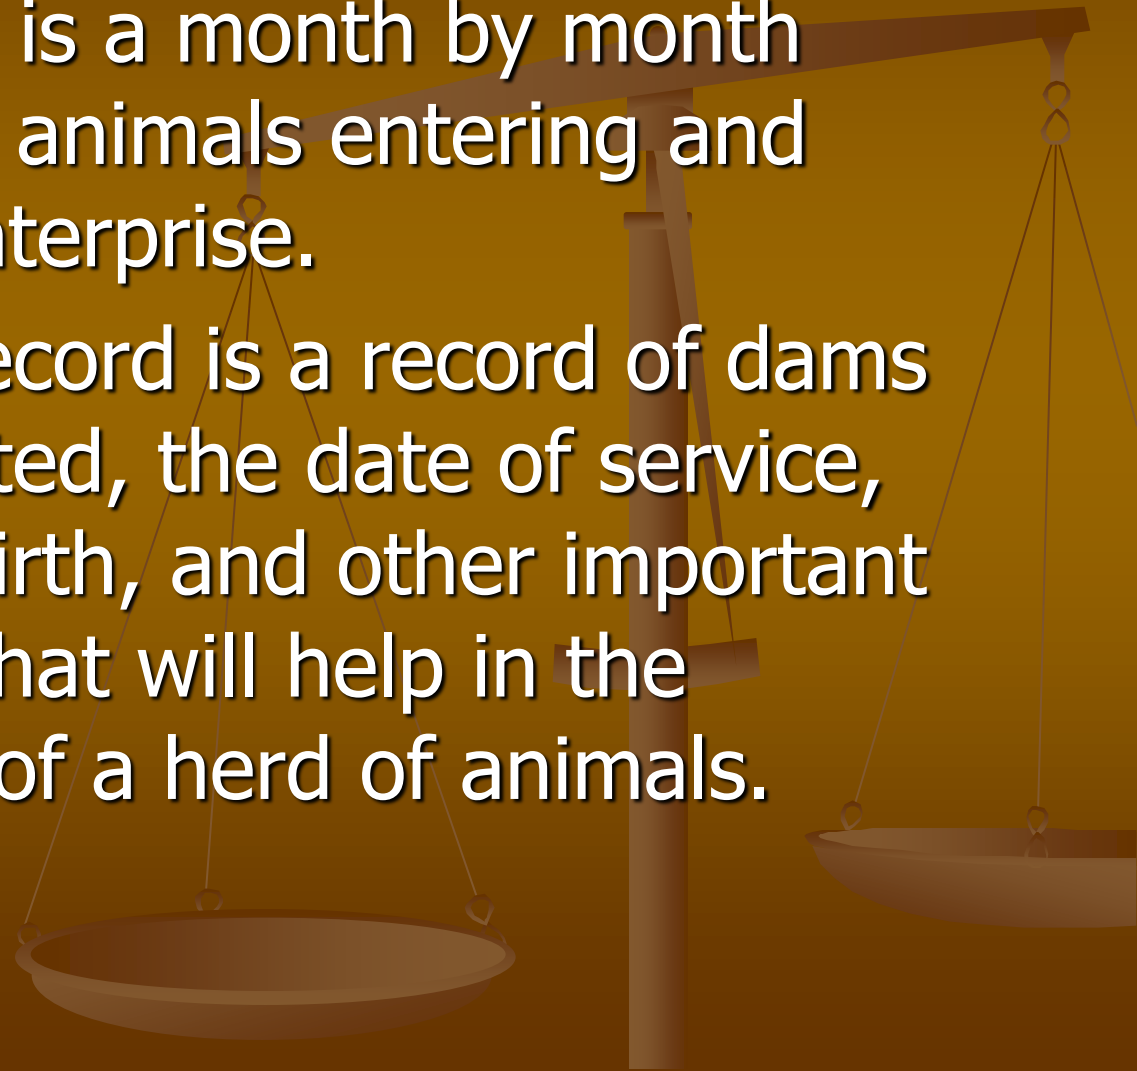 is a month by month
animals entering and
nterprise.
ecord is a record of dams
ted, the date of service,
irth, and other important
hat will help in the
of a herd of animals.